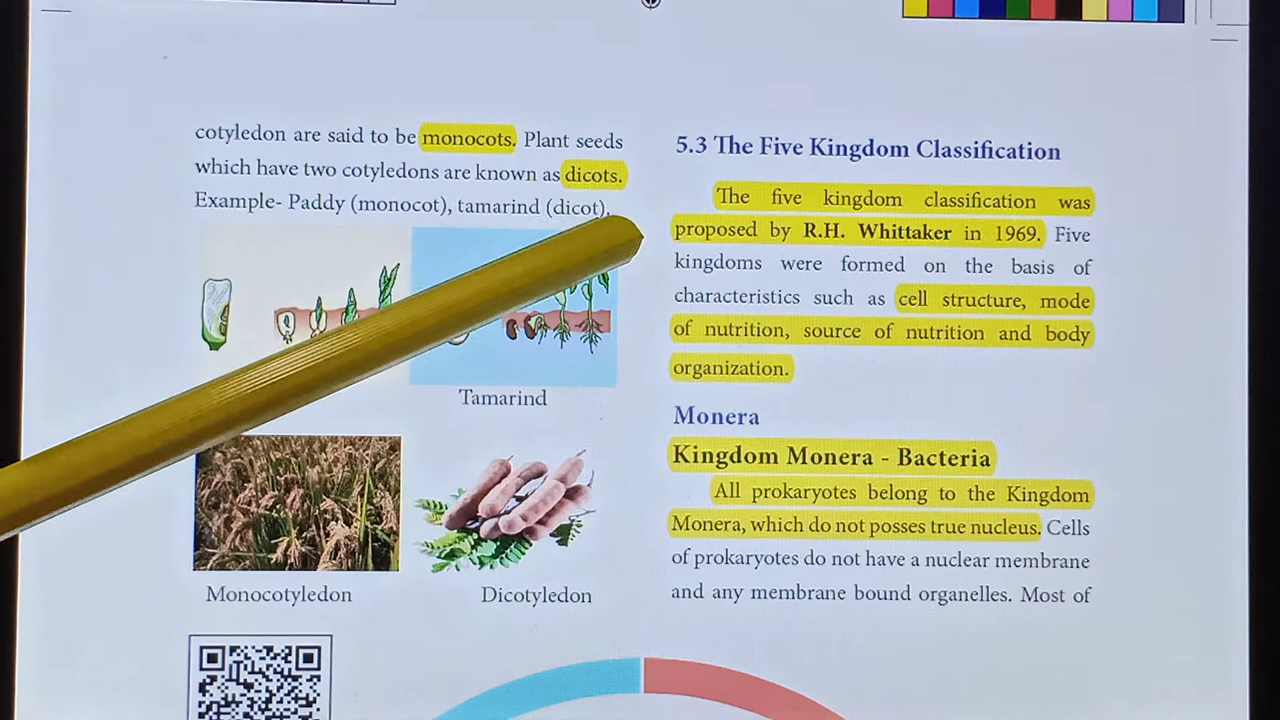 cotyledon are said to be monocots. Plant seeds
which have two cotyledons are known as dicots.
Example- Paddy (monocot), tamarind (dicot).
Tamarind
Monocotyledon
Dicotyledon
5.3 The Five Kingdom Classification
The five kingdom classification was
proposed by R.H. Whittaker in 1969. Five
kingdoms were formed on the basis of
characteristics such as cell structure, mode
of nutrition, source of nutrition and body
organization.
Monera
Kingdom Monera - Bacteria
All prokaryotes belong to the Kingdom
Monera, which do not posses true nucleus. Cells
of prokaryotes do not have a nuclear membrane
and any membrane bound organelles. Most of